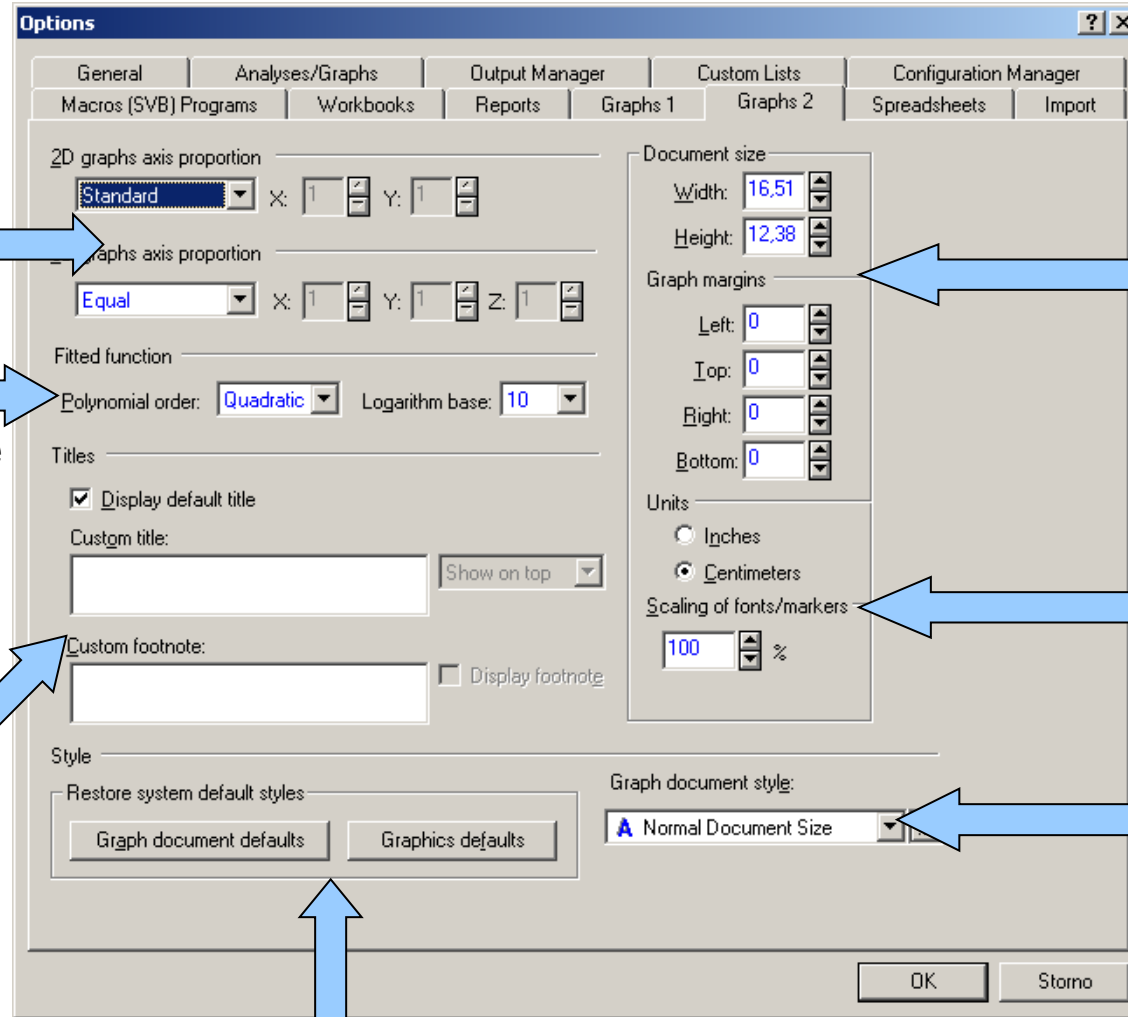 Options
General Analyses/Graphs Output Manager Custom Lists Configuration Manager
Macros (SVB) Programs Workbooks Reports Graphs 1 Graphs 2 Spreadsheets Import
2D graphs axis proportion
Standard X: 1 Y: 1
graphs axis proportion
Equal X: 1 Y: 1 Z: 1
Fitted function
Polynomial order: Quadratic Logarithm base: 10
Titles
Display default title
Custom title:
Show on top
Custom footnote:
Display footnote
Document size
Width: 16,51
Height: 12,38
Graph margins
Left: 0
Top: 0
Right: 0
Bottom: 0
Units
Inches
Centimeters
Scaling of fonts/markers
100 %
Style
Restore system default styles
Graph document defaults Graphics defaults
Graph document style:
A Normal Document Size
OK Storno